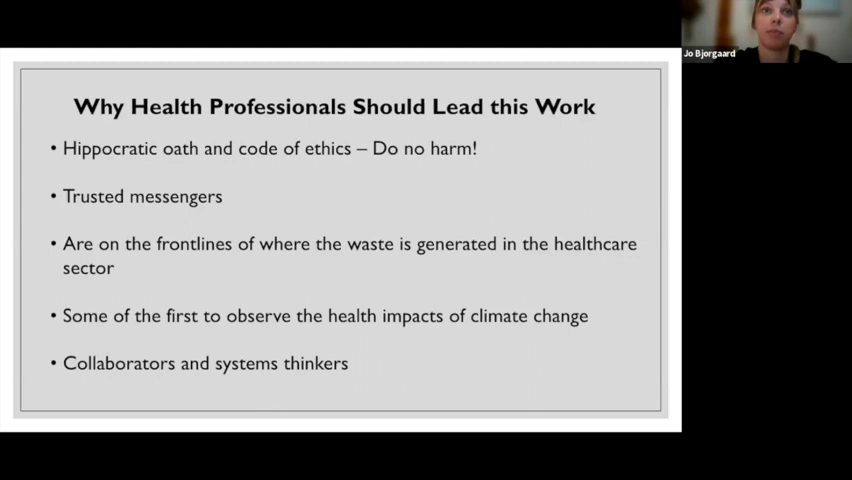 Jo Bjorgaard
Why Health Professionals Should Lead this Work
• Hippocratic oath and code of ethics – Do no harm!
• Trusted messengers
• Are on the frontlines of where the waste is generated in the healthcare
sector
• Some of the first to observe the health impacts of climate change
• Collaborators and systems thinkers